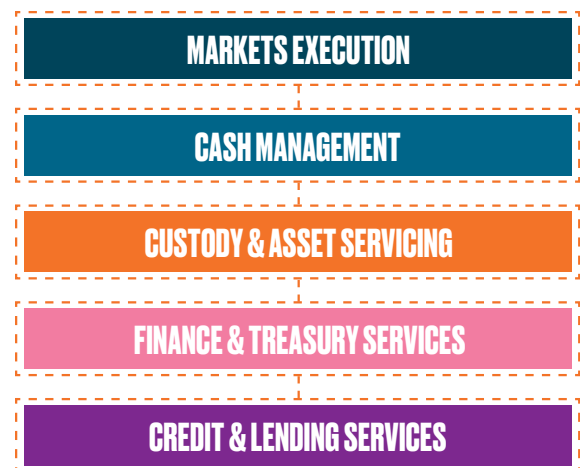 MARKETS EXECUTION
CASH MANAGEMENT
CUSTODY & ASSET SERVICING
FINANCE & TREASURY SERVICES
CREDIT & LENDING SERVICES